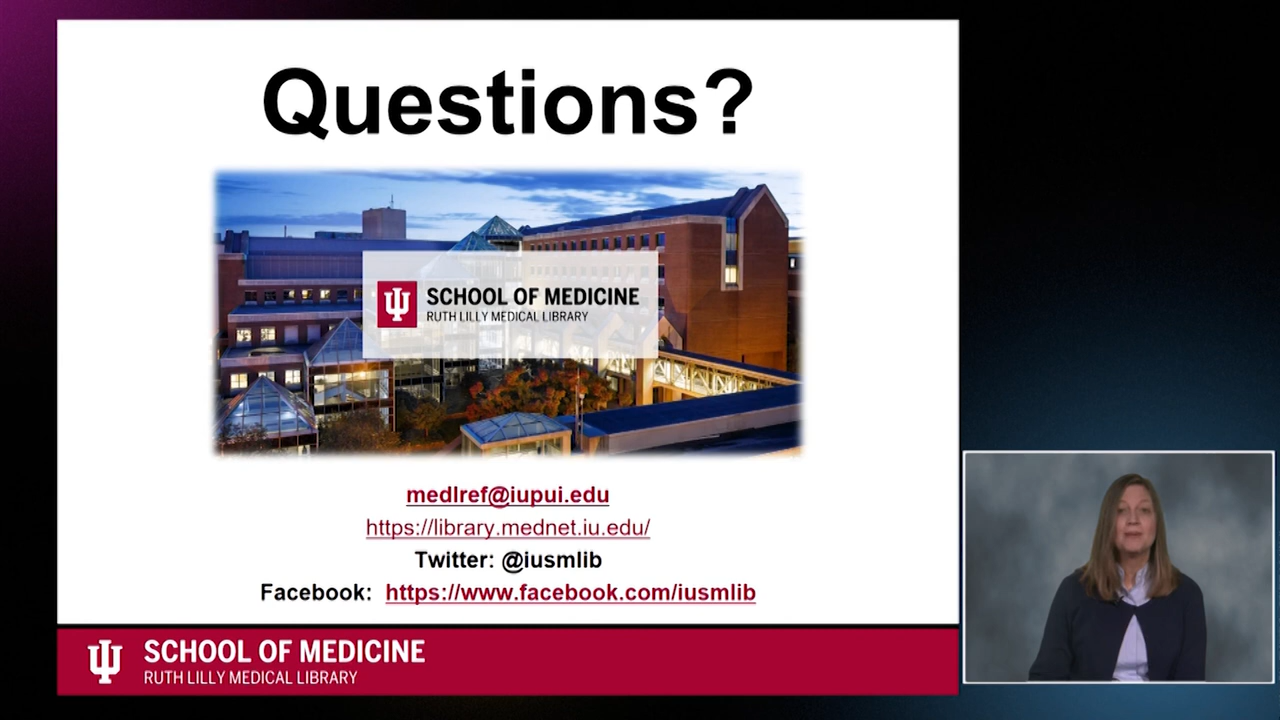 Questions?
SCHOOL OF MEDICINE
RUTH LILLY MEDICAL LIBRARY
medlref@iupui.edu
https://library.mednet.iu.edu/
Twitter: @iusmlib
Facebook: https://www.facebook.com/iusmlib
SCHOOL OF MEDICINE
RUTH LILLY MEDICAL LIBRARY